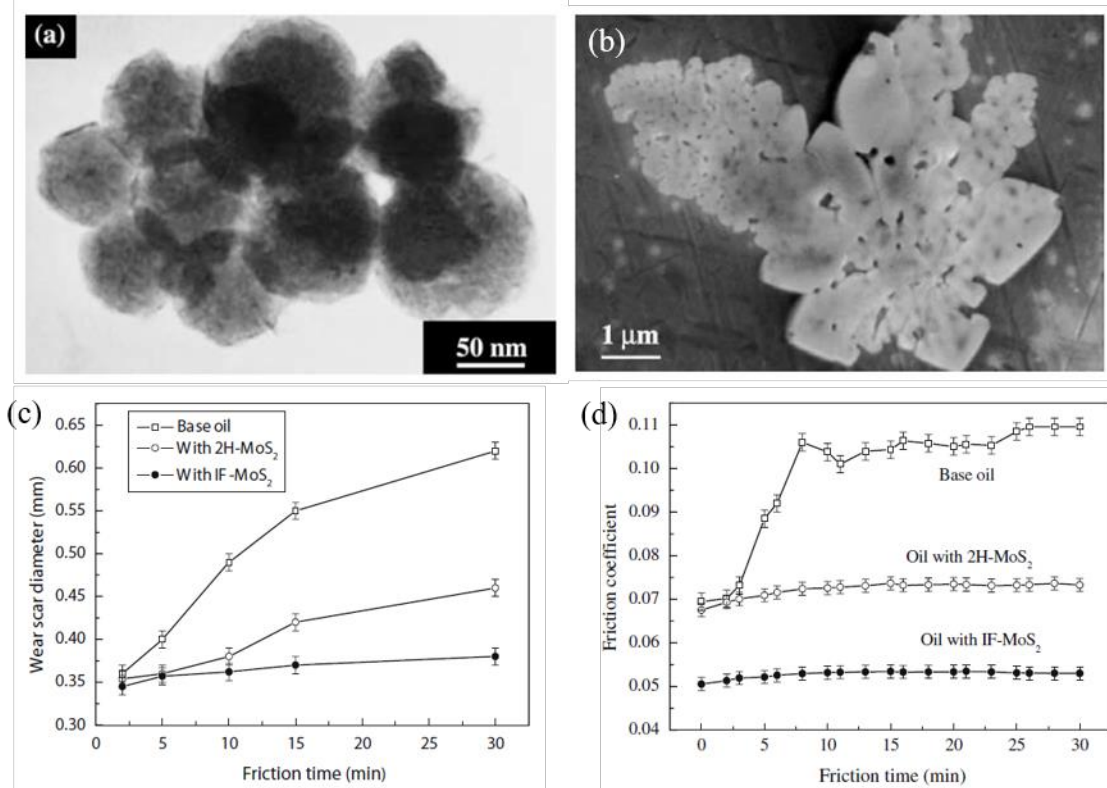 (a)
50 nm
(b)
1 μm
(c)
Wear scar diameter (mm)
0.65
0.60
0.55
0.50
0.45
0.40
0.35
0.30
Base oil
With 2H-MoS₂
With IF-MoS₂
0 5 10 15 20 25 30
Friction time (min)
(d)
Friction coefficient
0.11
0.10
0.09
0.08
0.07
0.06
0.05
0.04
Base oil
Oil with 2H-MoS₂
Oil with IF-MoS₂
0 5 10 15 20 25 30
Friction time (min)